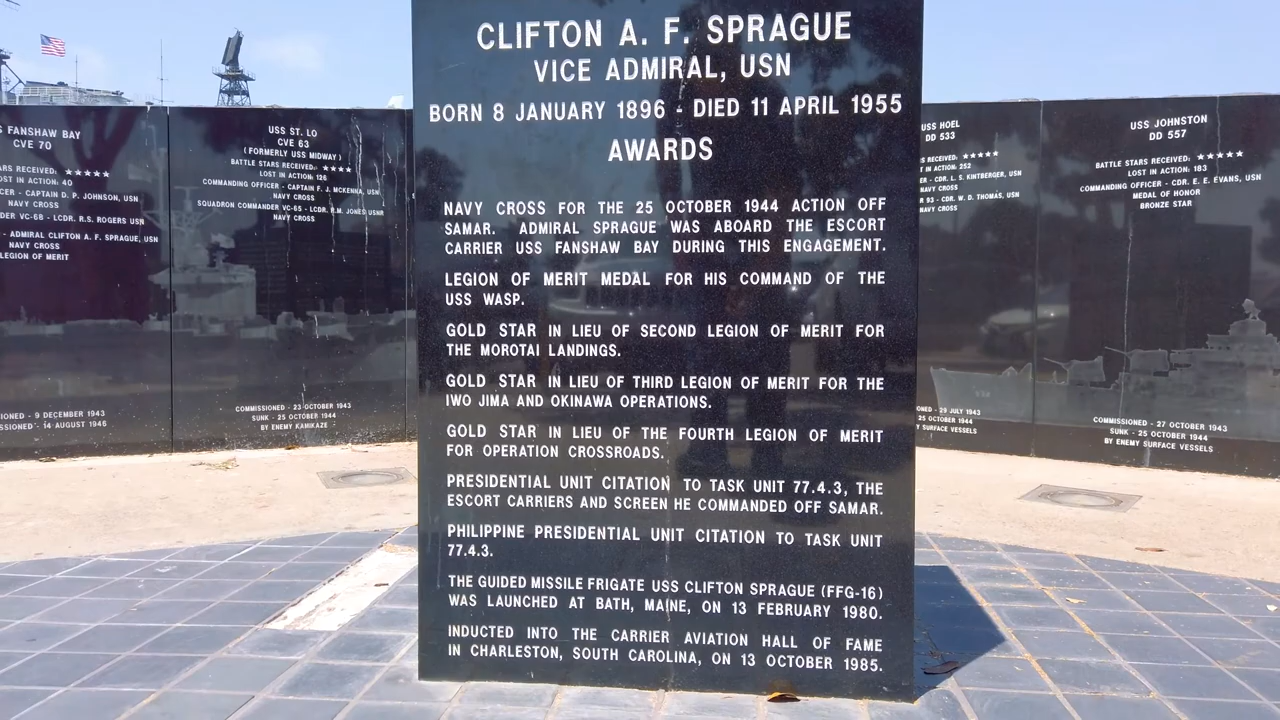 CLIFTON A. F. SPRAGUE
VICE ADMIRAL, USN
BORN 8 JANUARY 1896 - DIED 11 APRIL 1955
AWARDS
NAVY CROSS FOR THE 25 OCTOBER 1944 ACTION OFF
SAMAR. ADMIRAL SPRAGUE WAS ABOARD THE ESCORT
CARRIER USS FANSHAW BAY DURING THIS ENGAGEMENT.
LEGION OF MERIT MEDAL FOR HIS COMMAND OF THE
USS WASP.
GOLD STAR IN LIEU OF SECOND LEGION OF MERIT FOR
THE MOROTAI LANDINGS.
GOLD STAR IN LIEU OF THIRD LEGION OF MERIT FOR THE
IWO JIMA AND OKINAWA OPERATIONS.
GOLD STAR IN LIEU OF THE FOURTH LEGION OF MERIT
FOR OPERATION CROSSROADS.
PRESIDENTIAL UNIT CITATION TO TASK UNIT 77.4.3, THE
ESCORT CARRIERS AND SCREEN HE COMMANDED OFF SAMAR.
PHILIPPINE PRESIDENTIAL UNIT CITATION TO TASK UNIT
77.4.3.
THE GUIDED MISSILE FRIGATE USS CLIFTON SPRAGUE (FFG-16)
WAS LAUNCHED AT BATH, MAINE, ON 13 FEBRUARY 1980.
INDUCTED INTO THE CARRIER AVIATION HALL OF FAME
IN CHARLESTON, SOUTH CAROLINA, ON 13 OCTOBER 1985.
FANSHAW BAY
CVE 70
RECEIVED: ★★★★★
LOST IN ACTION: 40
- CAPTAIN D. P. JOHNSON, USN
NAVY CROSS
VC-68 - LCDR. R.S. ROGERS USN
NAVY CROSS
- ADMIRAL CLIFTON A. F. SPRAGUE, USN
NAVY CROSS
LEGION OF MERIT
- 9 DECEMBER 1943
- 14 AUGUST 1946
USS ST. LO
CVE 63
(FORMERLY USS MIDWAY)
BATTLE STARS RECEIVED: ★★★★
LOST IN ACTION: 126
COMMANDING OFFICER - CAPTAIN F. J. MCKENNA, USN
NAVY CROSS
SQUADRON COMMANDER VC-65 - LCDR. R.M. JONES USNR
NAVY CROSS
COMMISSIONED - 23 OCTOBER 1943
SUNK - 25 OCTOBER 1944
BY ENEMY KAMIKAZE
USS HOEL
DD 533
RECEIVED: ★★★★★
ACTION: 252
- CDR. L. S. KINTBERGER, USN
NAVY CROSS
93 - CDR. W. D. THOMAS, USN
NAVY CROSS
- 29 JULY 1943
25 OCTOBER 1944
SURFACE VESSELS
USS JOHNSTON
DD 557
BATTLE STARS RECEIVED: ★★★★★
LOST IN ACTION: 183
COMMANDING OFFICER - CDR. E. E. EVANS, USN
MEDAL OF HONOR
BRONZE STAR
COMMISSIONED - 27 OCTOBER 1943
SUNK - 25 OCTOBER 1944
BY ENEMY SURFACE VESSELS